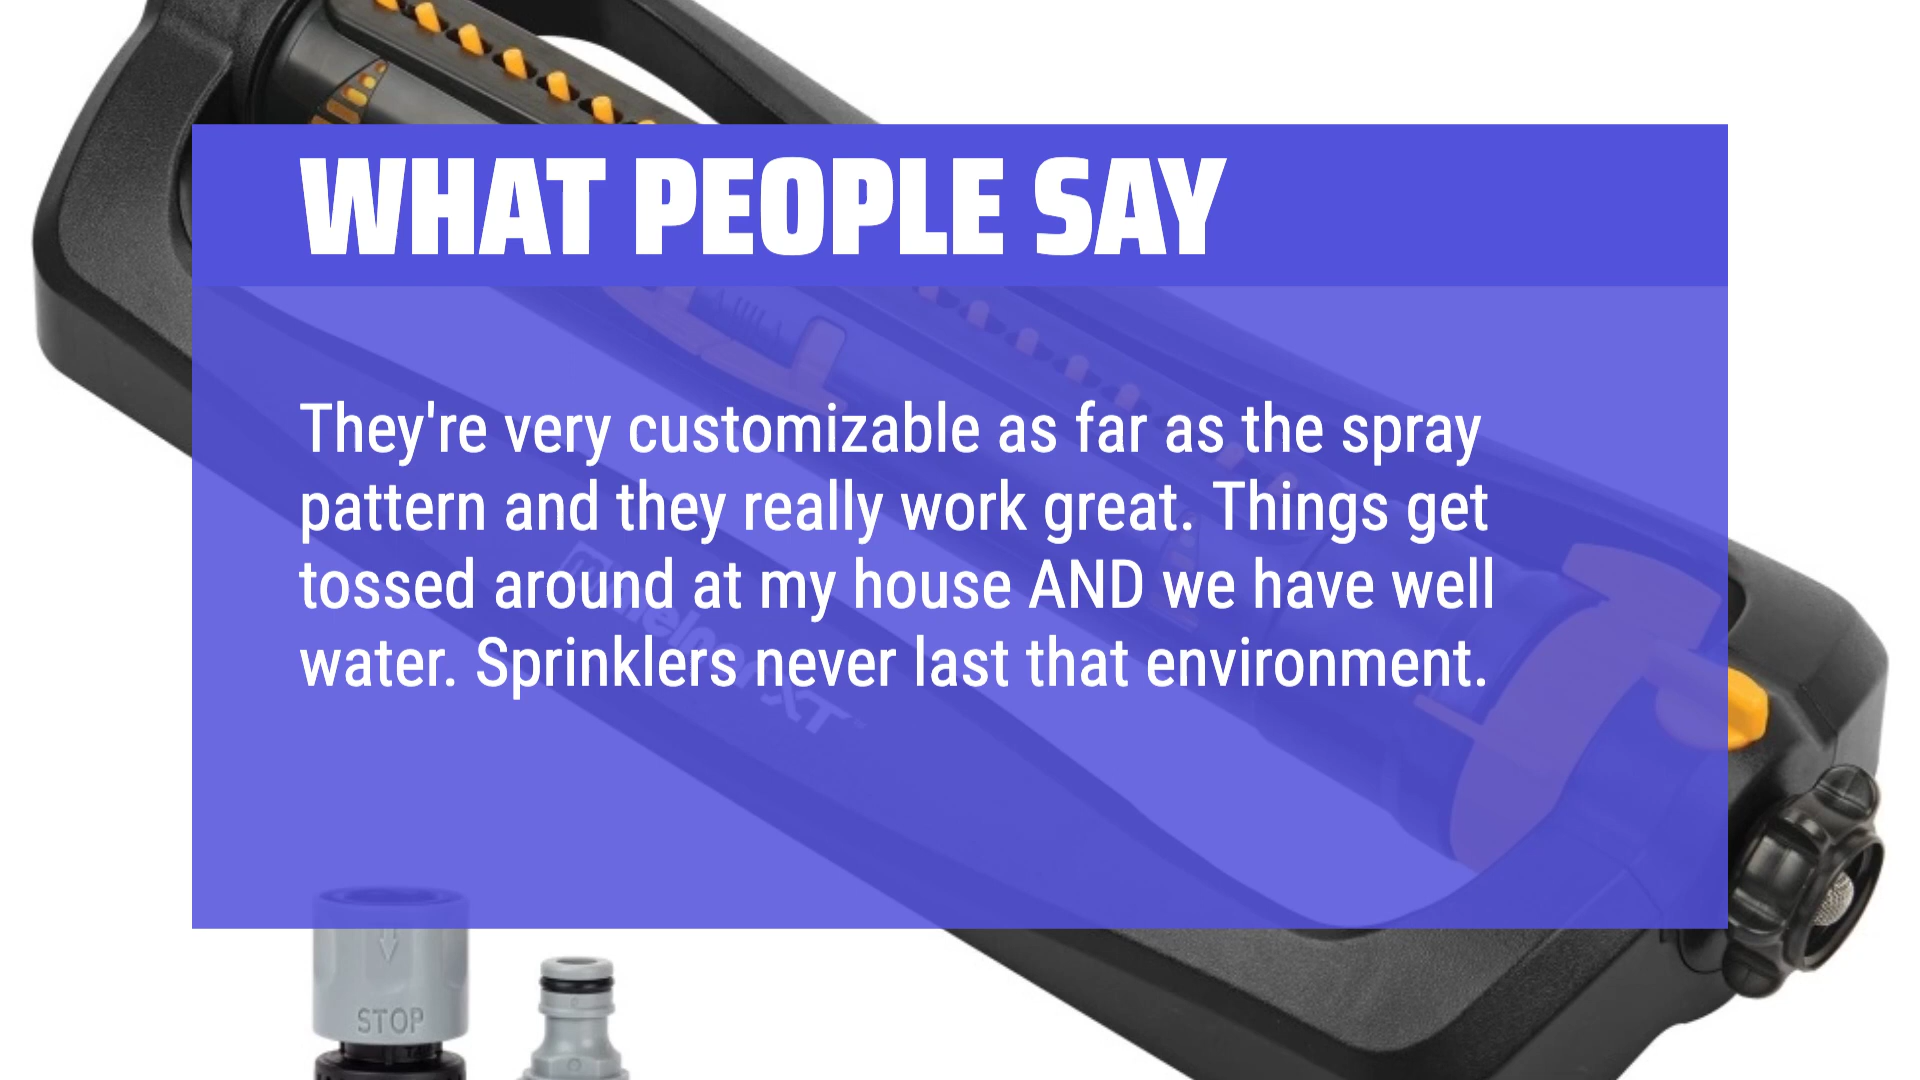 WHAT PEOPLE SAY
They're very customizable as far as the spray
pattern and they really work great. Things get
tossed around at my house AND we have well
water. Sprinklers never last that environment.
STOP